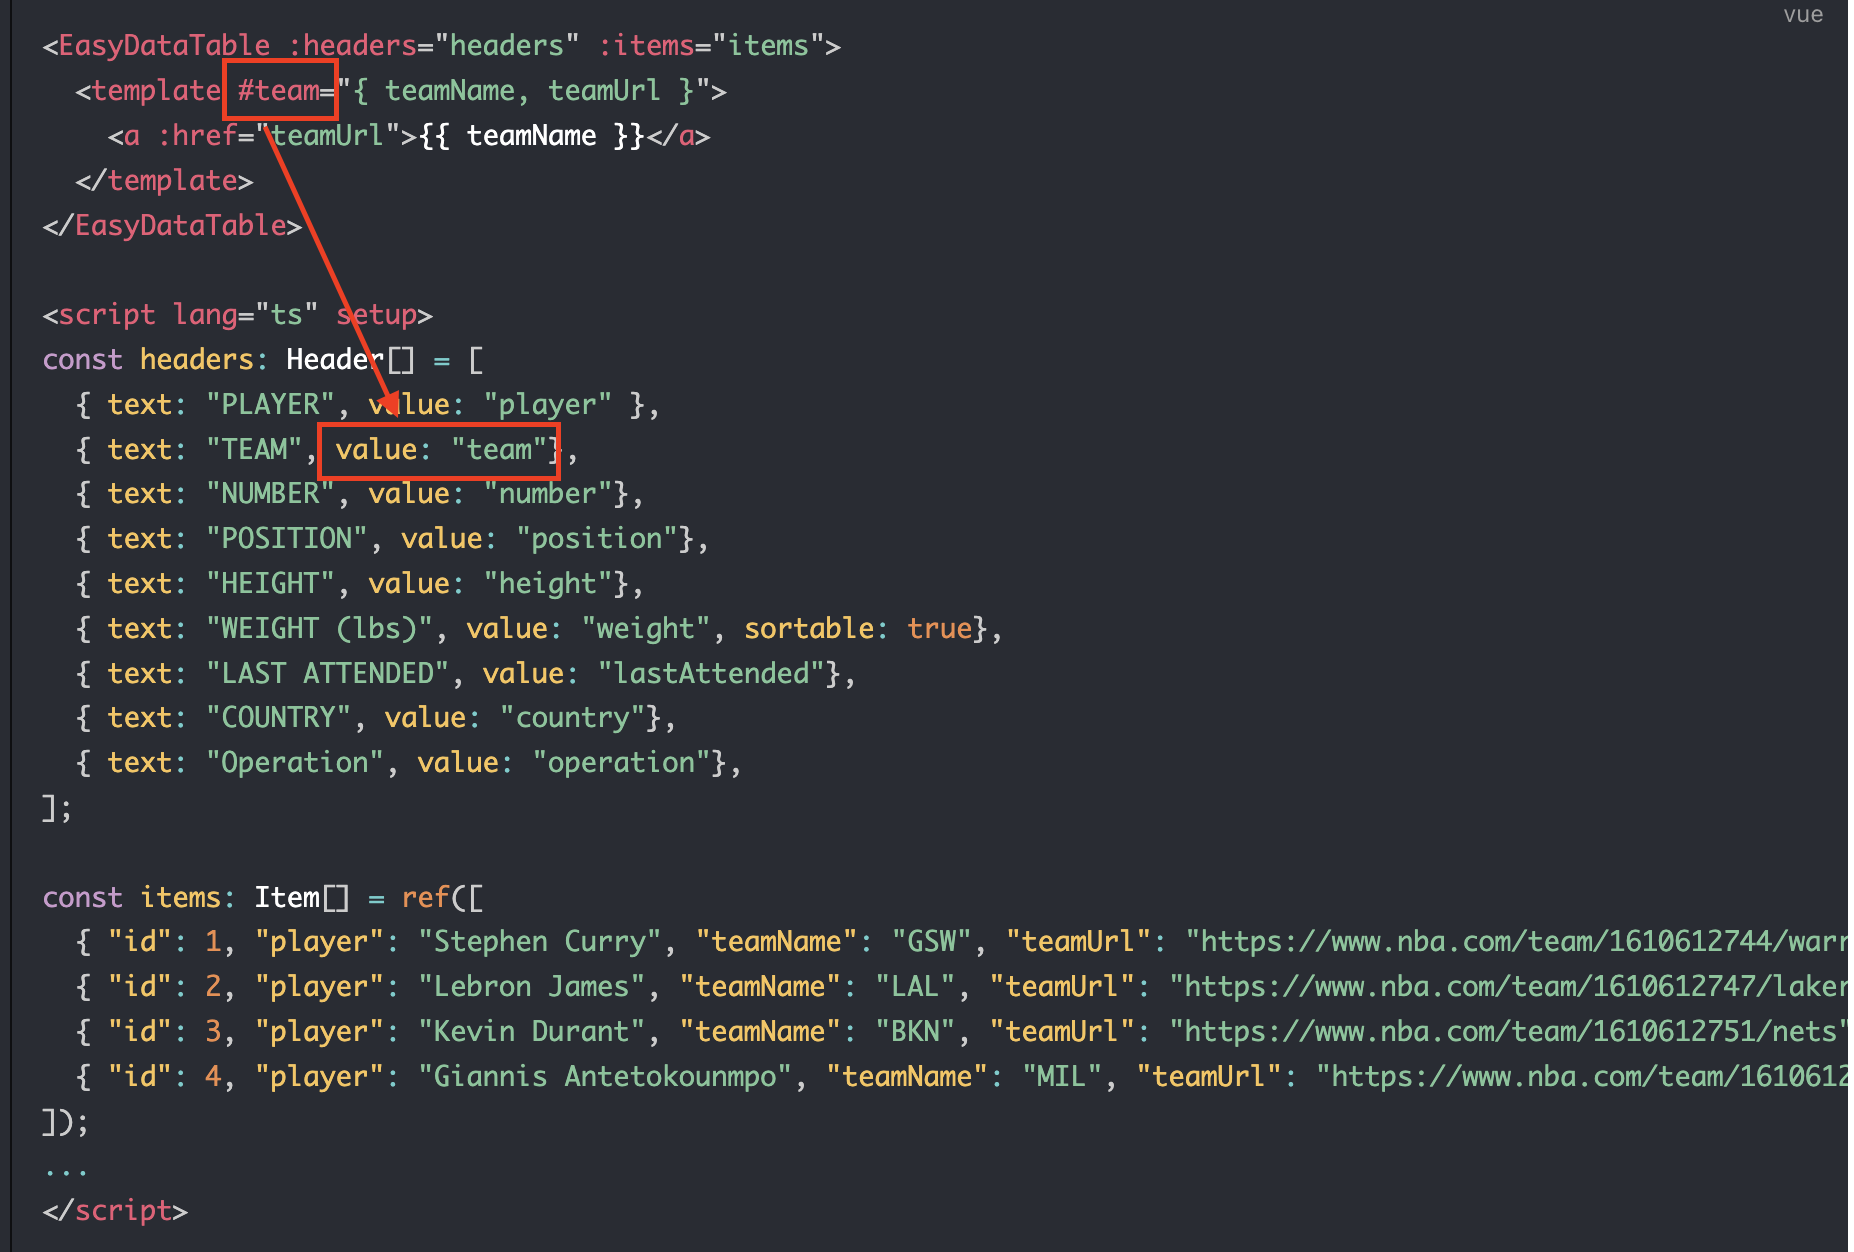 vue
<EasyDataTable :headers="headers" :items="items">
  <template #team="{ teamName, teamUrl }">
    <a :href="teamUrl">{{ teamName }}</a>
  </template>
</EasyDataTable>

<script lang="ts" setup>
const headers: Header[] = [
  { text: "PLAYER", value: "player" },
  { text: "TEAM", value: "team"},
  { text: "NUMBER", value: "number"},
  { text: "POSITION", value: "position"},
  { text: "HEIGHT", value: "height"},
  { text: "WEIGHT (lbs)", value: "weight", sortable: true},
  { text: "LAST ATTENDED", value: "lastAttended"},
  { text: "COUNTRY", value: "country"},
  { text: "Operation", value: "operation"},
];

const items: Item[] = ref([
  { "id": 1, "player": "Stephen Curry", "teamName": "GSW", "teamUrl": "https://www.nba.com/team/1610612744/warr
  { "id": 2, "player": "Lebron James", "teamName": "LAL", "teamUrl": "https://www.nba.com/team/1610612747/laker
  { "id": 3, "player": "Kevin Durant", "teamName": "BKN", "teamUrl": "https://www.nba.com/team/1610612751/nets"
  { "id": 4, "player": "Giannis Antetokounmpo", "teamName": "MIL", "teamUrl": "https://www.nba.com/team/1610612
]);
...
</script>